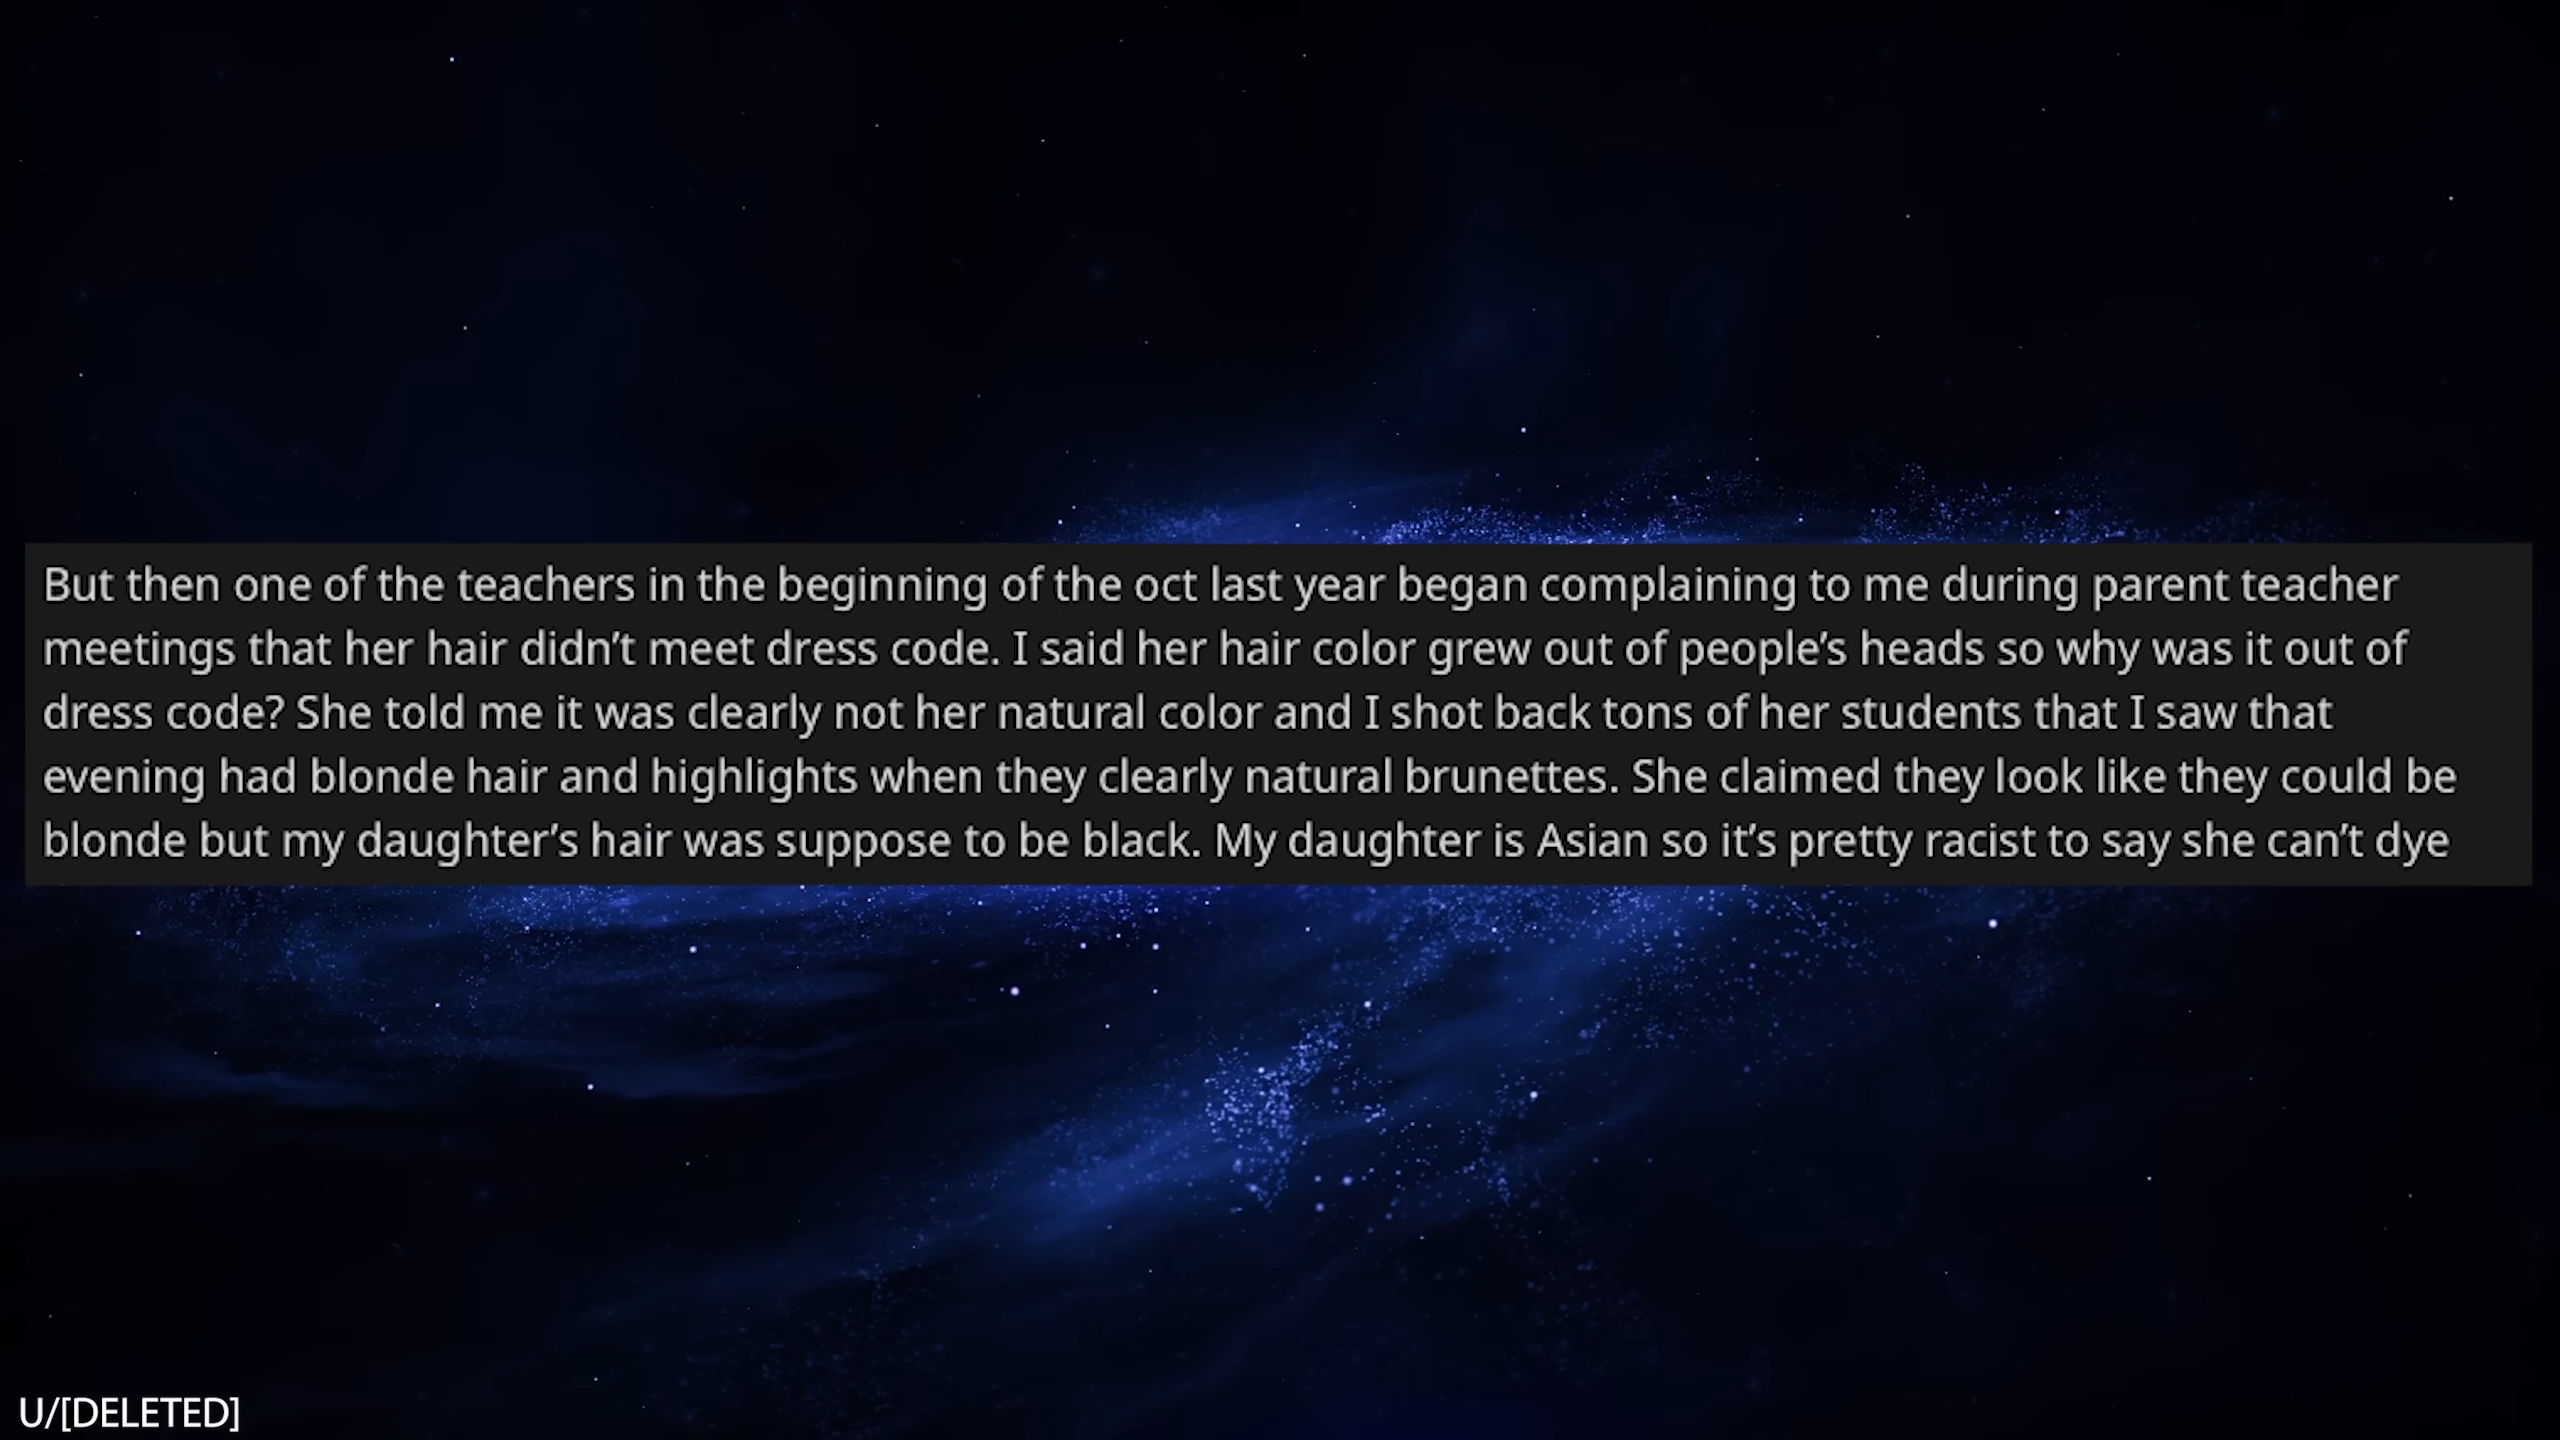 But then one of the teachers in the beginning of the oct last year began complaining to me during parent teacher
meetings that her hair didn’t meet dress code. I said her hair color grew out of people’s heads so why was it out of
dress code? She told me it was clearly not her natural color and I shot back tons of her students that I saw that
evening had blonde hair and highlights when they clearly natural brunettes. She claimed they look like they could be
blonde but my daughter’s hair was suppose to be black. My daughter is Asian so it’s pretty racist to say she can’t dye
U/[DELETED]